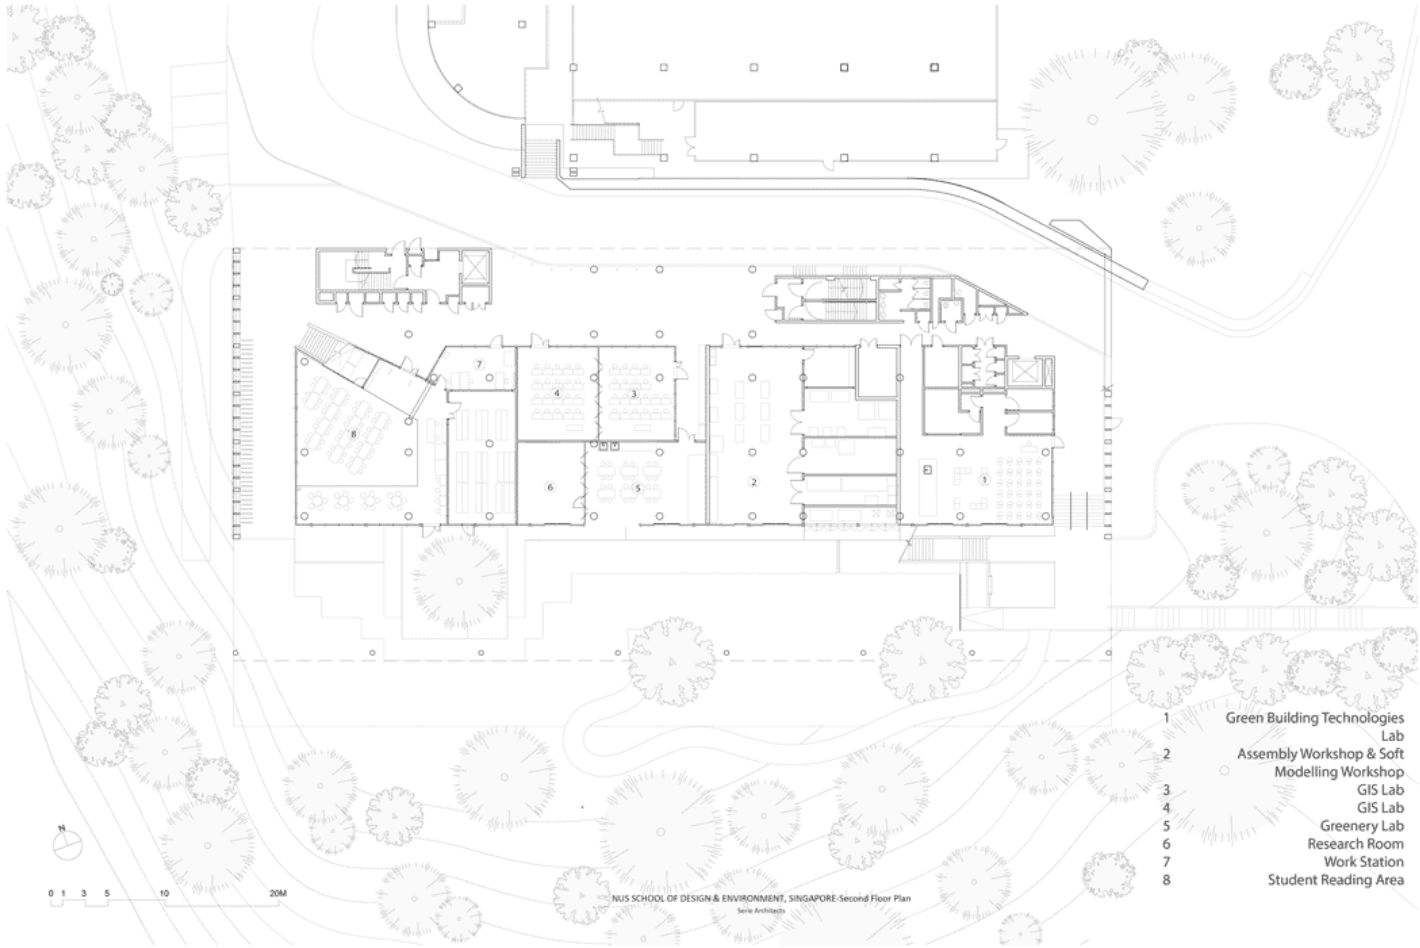 7
4
3
8
2
1
6
5
1 Green Building Technologies
Lab
2 Assembly Workshop & Soft
Modelling Workshop
3 GIS Lab
4 GIS Lab
5 Greenery Lab
6 Research Room
7 Work Station
8 Student Reading Area
N
0 1 3 5 10 20M
NUS SCHOOL OF DESIGN & ENVIRONMENT, SINGAPORE-Second Floor Plan
Serie Architects